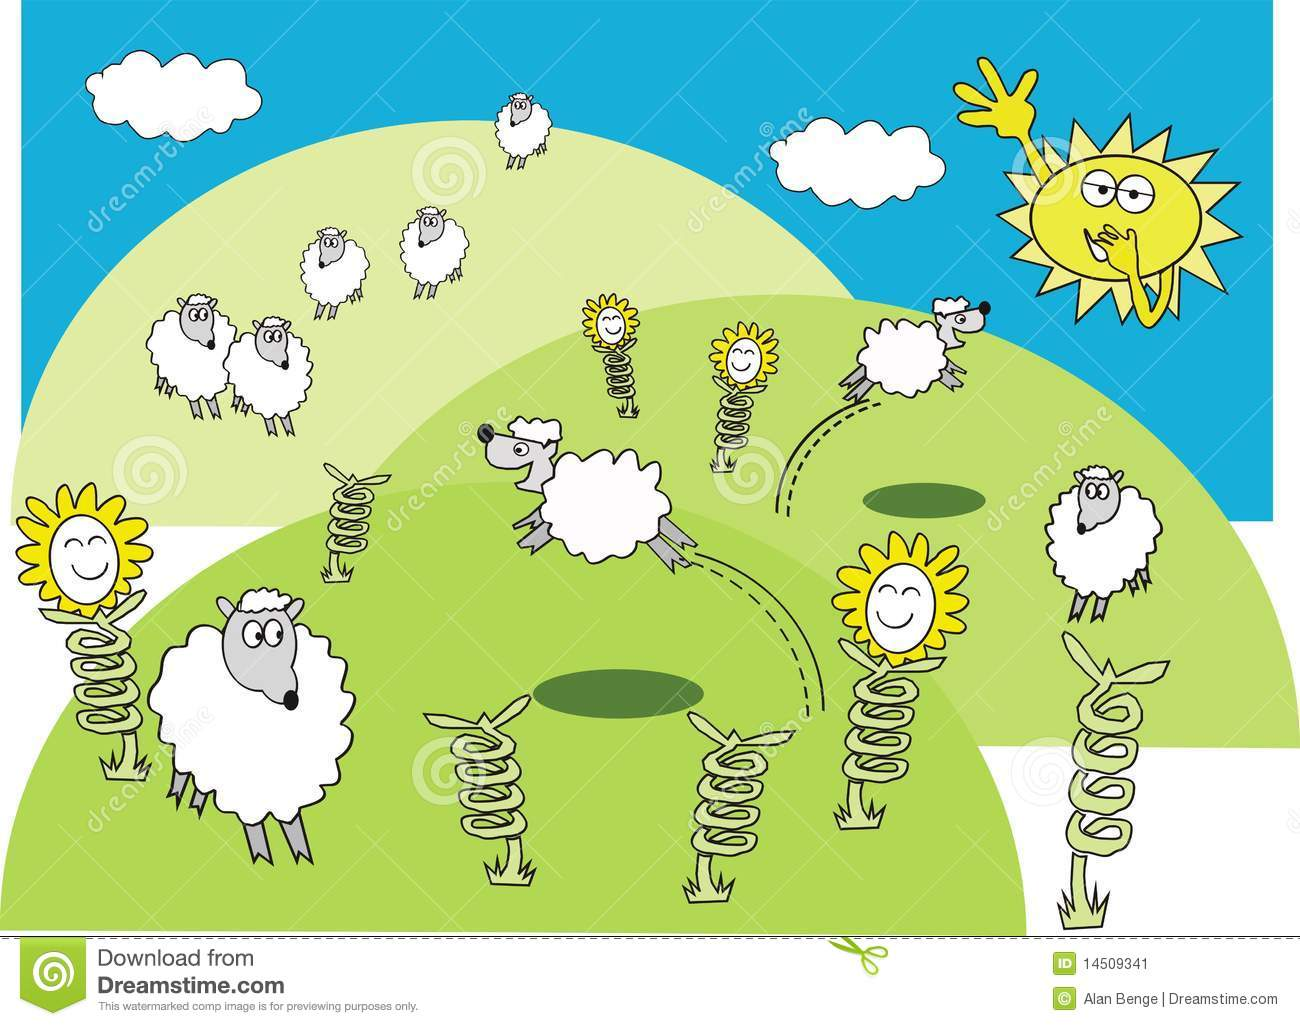 Download from
Dreamstime.com
This watermarked comp image is for previewing purposes only.
ID 14509341
© Alan Benge | Dreamstime.com
dreamstime
dreamstime
dreamstime
dreamstime
dreamstime
dreamstime
dreamstime
dreamstime